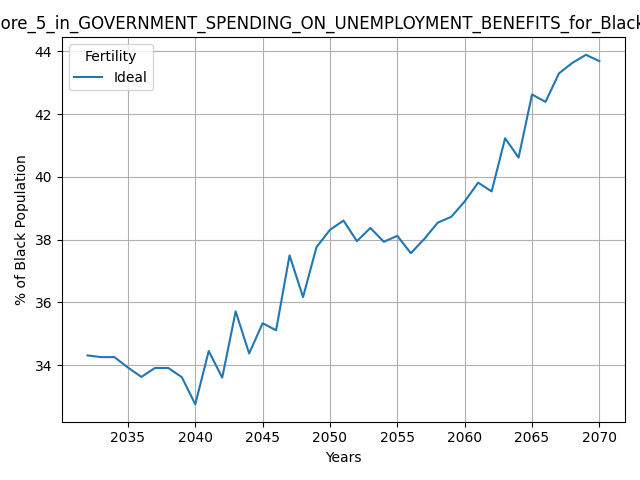 ore_5_in_GOVERNMENT_SPENDING_ON_UNEMPLOYMENT_BENEFITS_for_Black
Fertility
Ideal
44
42
40
38
36
34
% of Black Population
2035 2040 2045 2050 2055 2060 2065 2070
Years